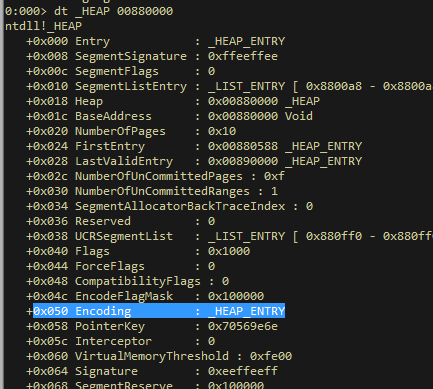 0:000> dt _HEAP 00880000
ntdll!_HEAP
+0x000 Entry : _HEAP_ENTRY
+0x008 SegmentSignature : 0xffeeffee
+0x00c SegmentFlags : 0
+0x010 SegmentListEntry : _LIST_ENTRY [ 0x8800a8 - 0x8800a
+0x018 Heap : 0x00880000 _HEAP
+0x01c BaseAddress : 0x00880000 Void
+0x020 NumberOfPages : 0x10
+0x024 FirstEntry : 0x00880588 _HEAP_ENTRY
+0x028 LastValidEntry : 0x00890000 _HEAP_ENTRY
+0x02c NumberOfUnCommittedPages : 0xf
+0x030 NumberOfUnCommittedRanges : 1
+0x034 SegmentAllocatorBackTraceIndex : 0
+0x036 Reserved : 0
+0x038 UCRSegmentList : _LIST_ENTRY [ 0x880ff0 - 0x880ff
+0x040 Flags : 0x1000
+0x044 ForceFlags : 0
+0x048 CompatibilityFlags : 0
+0x04c EncodeFlagMask : 0x100000
+0x050 Encoding : _HEAP_ENTRY
+0x058 PointerKey : 0x70569e6e
+0x05c Interceptor : 0
+0x060 VirtualMemoryThreshold : 0xfe00
+0x064 Signature : 0xeeffeeff
+0x068 SegmentReserve : 0x100000